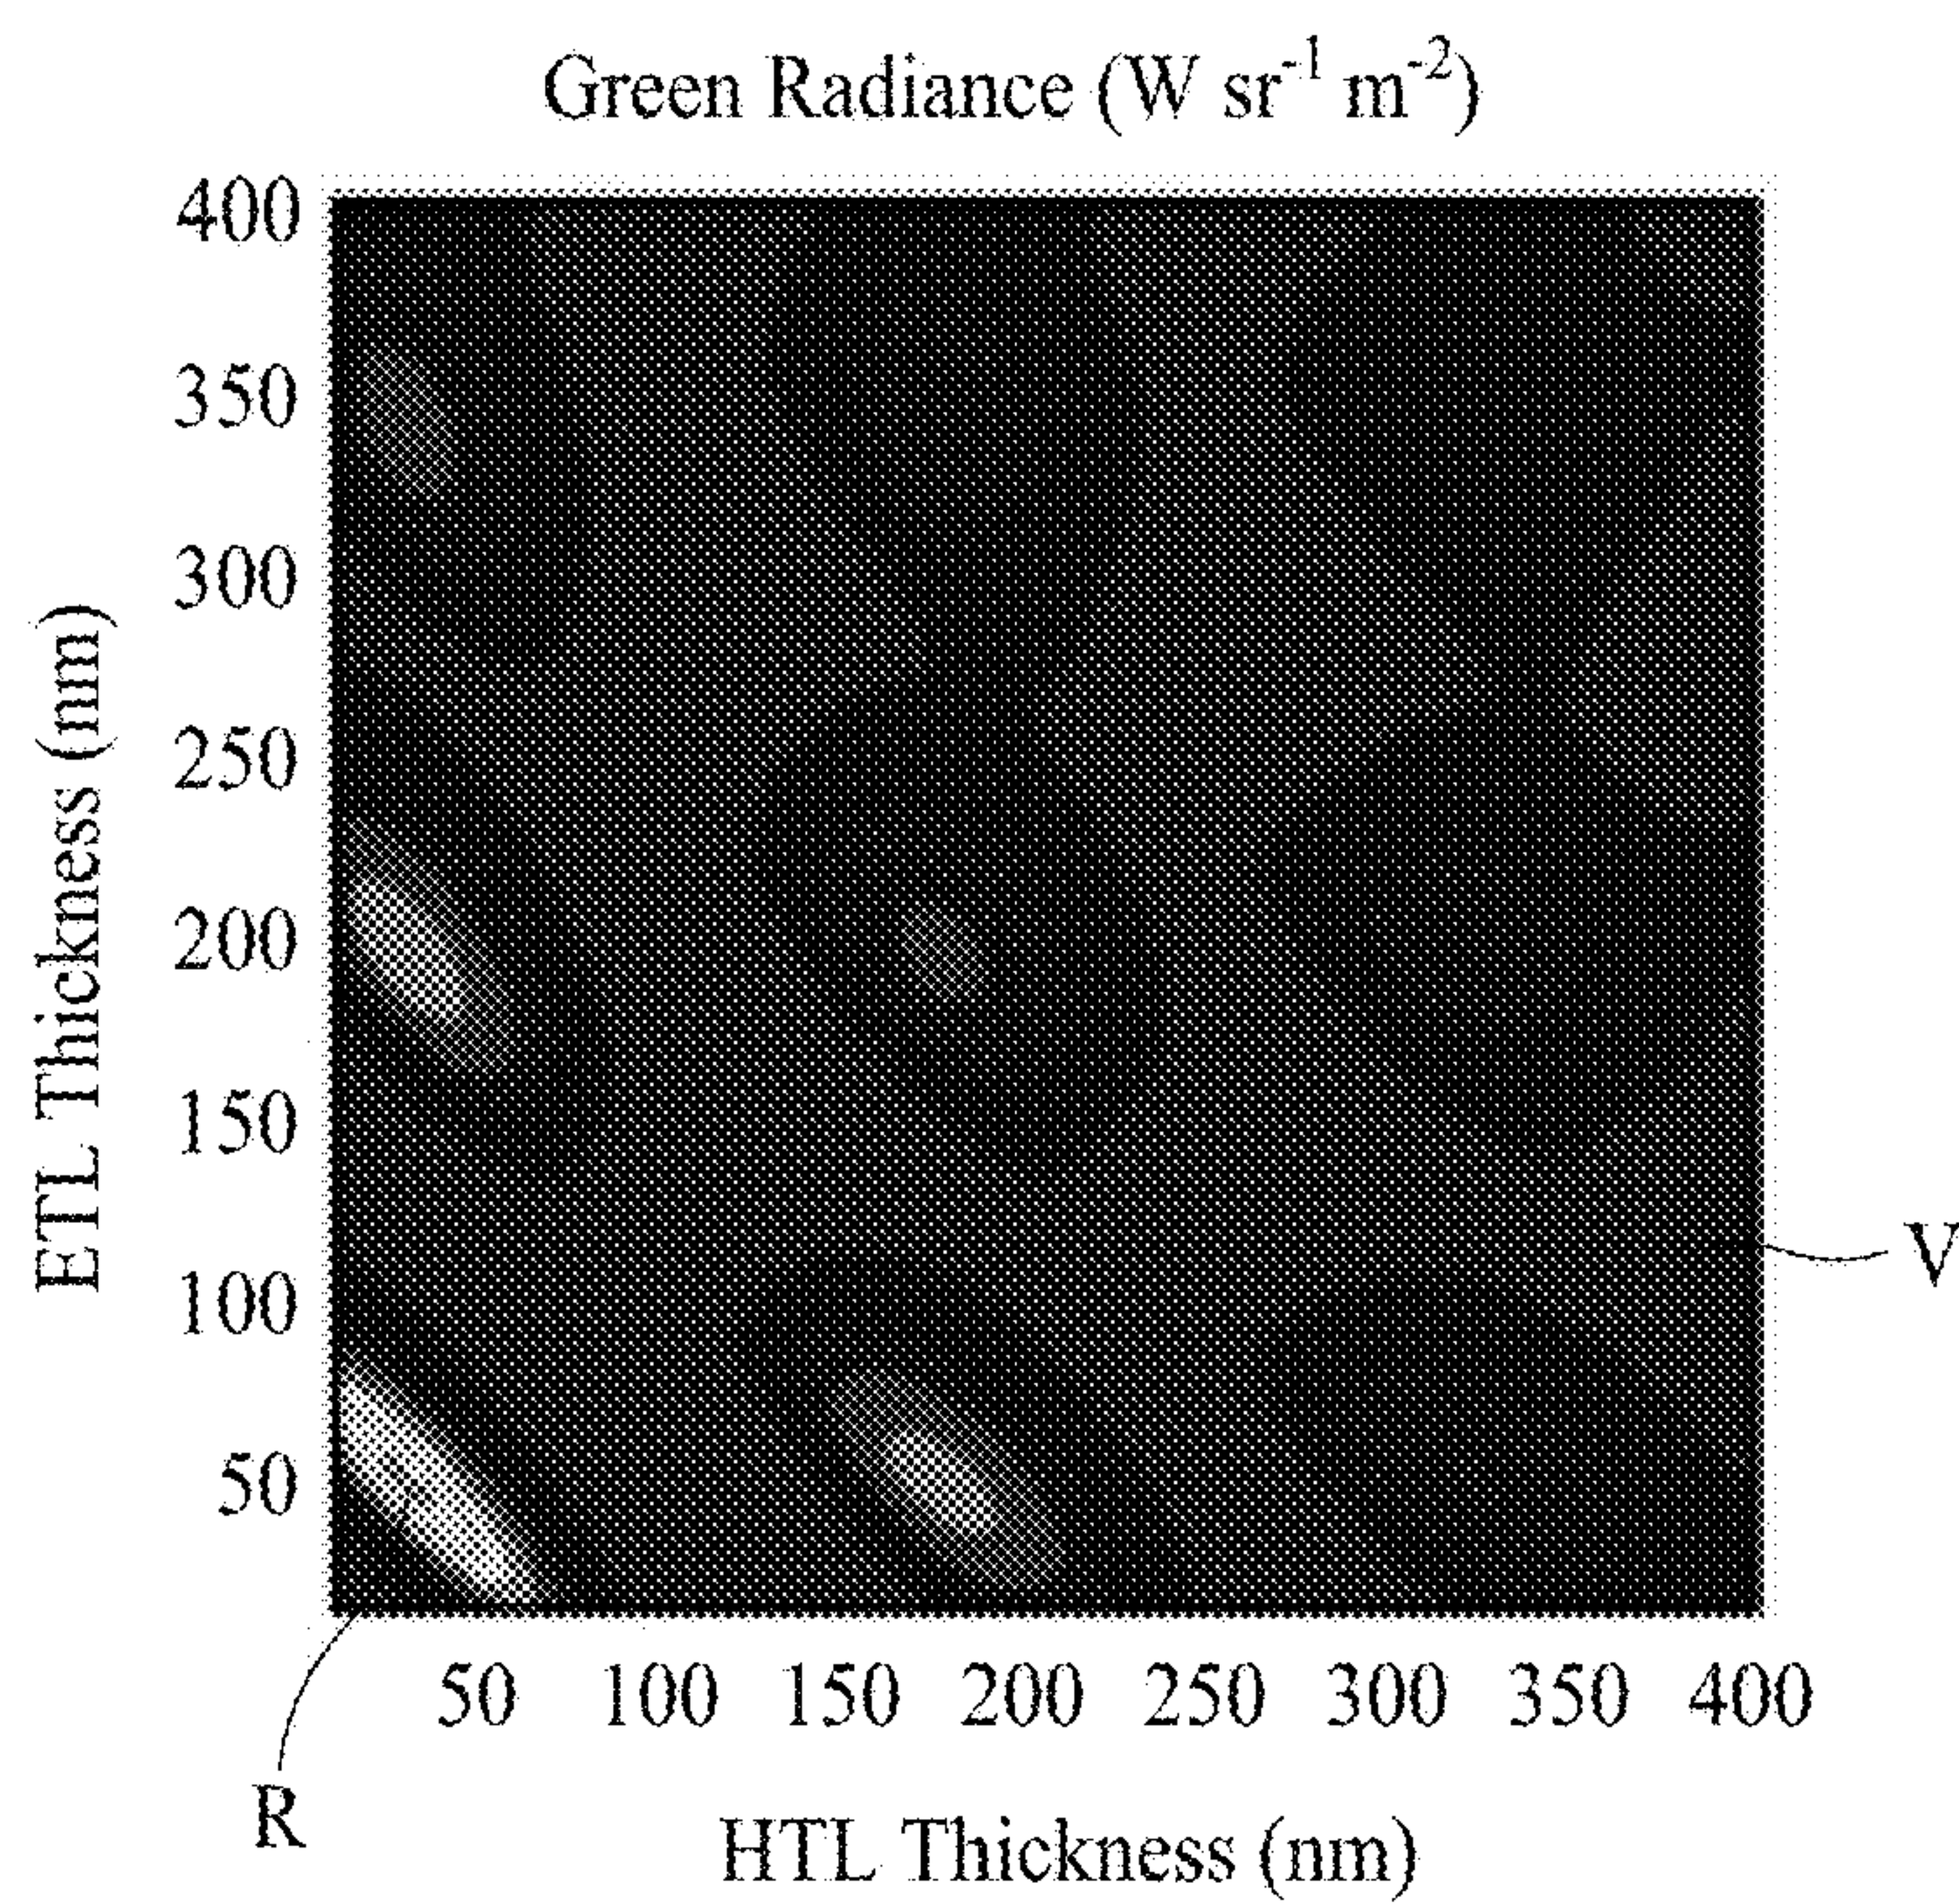 Green Radiance (W sr-1 m-2)
400
350
300
250
200
150
100
50
ETL Thickness (nm)
V
50 100 150 200 250 300 350 400
R
HTL Thickness (nm)